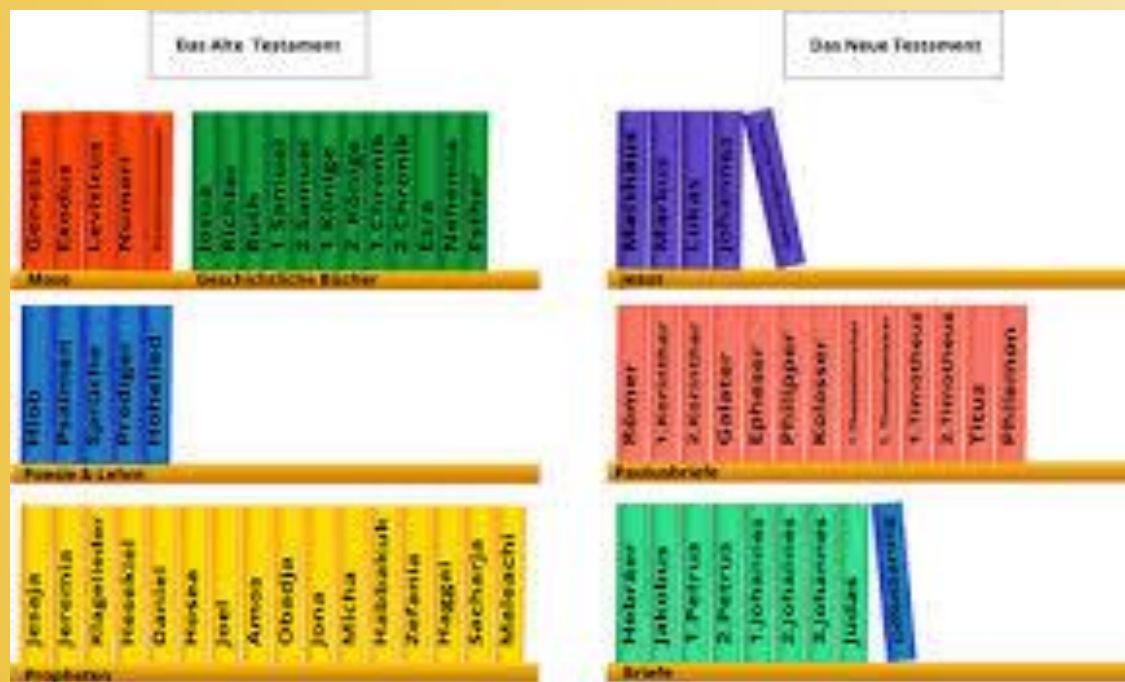 Das Alte Testament
Genesis
Exodus
Leviticus
Numeri
Josua
Richter
Ruth
1.Samuel
2.Samuel
1.Könige
2. Könige
1.Chronik
2.Chronik
Esra
Nehemia
Esther
Mose
Geschichtliche Bücher
Hiob
Psalmen
Sprüche
Prediger
Hohelied
Poesie & Lehre
Jesaja
Jeremia
Klagelieder
Hesekiel
Daniel
Hosea
Joel
Amos
Obadja
Jona
Micha
Habbakuk
Zefania
Haggai
Sacharja
Maleachi
Propheten
Das Neue Testament
Matthäus
Markus
Lukas
Johannes
Jesus
Römer
1.Korinther
2.Korinther
Galater
Epheser
Philipper
Kolosser
1.Timotheus
2.Timotheus
Titus
Philemon
Paulusbriefe
Hebräer
Jakobus
1.Petrus
2.Petrus
1.Johannes
2.Johannes
3.Johannes
Judas
Briefe